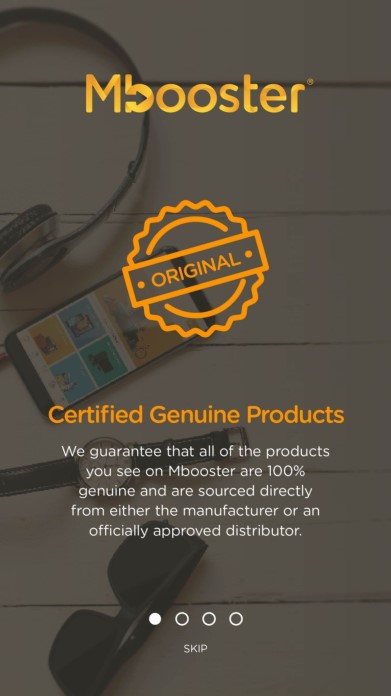 Mbooster®
ORIGINAL
Certified Genuine Products
We guarantee that all of the products
you see on Mbooster are 100%
genuine and are sourced directly
from either the manufacturer or an
officially approved distributor.
SKIP